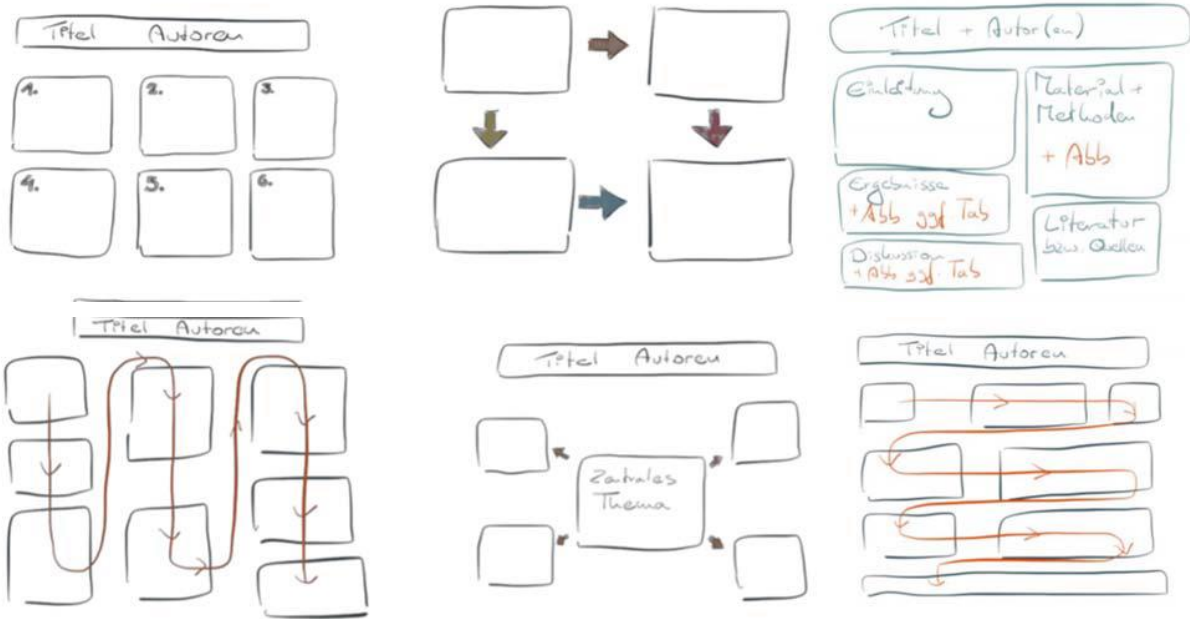 Titel Autoren
1. 2. 3.
4. 5. 6.
Titel + Autor(en)
Einleitung
Material +
Methoden
+ Abb
Ergebnisse
+ Abb ggf Tab
Diskussion
+ Abb ggf. Tab
Literatur
bzw. Quellen
Titel Autoren
Titel Autoren
Zentrales
Thema
Titel Autoren